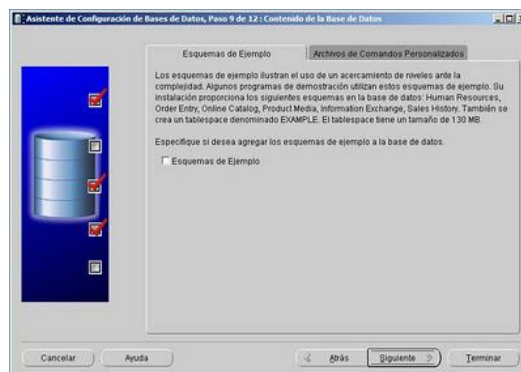 Asistente de Configuración de Bases de Datos, Paso 9 de 12 : Contenido de la Base de Datos
Esquemas de Ejemplo
Archivos de Comandos Personalizados
Los esquemas de ejemplo ilustran el uso de un acercamiento de niveles ante la
complejidad. Algunos programas de demostración utilizan estos esquemas de ejemplo. Su
instalación proporciona los siguientes esquemas en la base de datos: Human Resources,
Order Entry, Online Catalog, Product Media, Information Exchange, Sales History. También se
crea un tablespace denominado EXAMPLE. El tablespace tiene un tamaño de 130 MB.
Especifique si desea agregar los esquemas de ejemplo a la base de datos.
Esquemas de Ejemplo
Cancelar
Ayuda
Atrás
Siguiente
Terminar